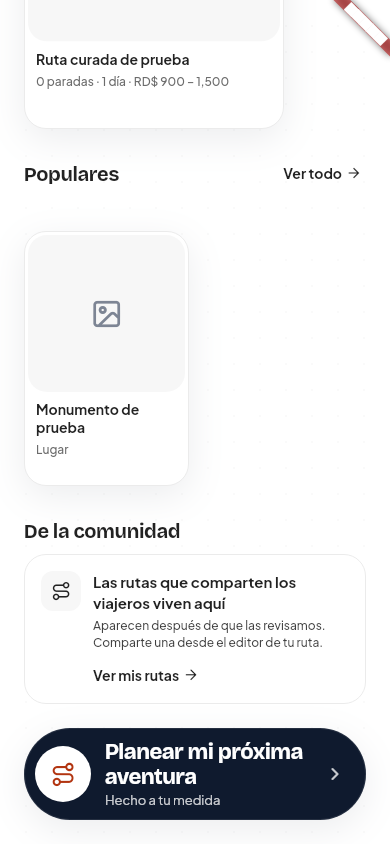 Ruta curada de prueba
0 paradas · 1 día · RD$ 900 – 1,500
Populares
Ver todo →
Monumento de
prueba
Lugar
De la comunidad
Las rutas que comparten los
viajeros viven aquí
Aparecen después de que las revisamos.
Comparte una desde el editor de tu ruta.
Ver mis rutas →
Planear mi próxima
aventura
Hecho a tu medida